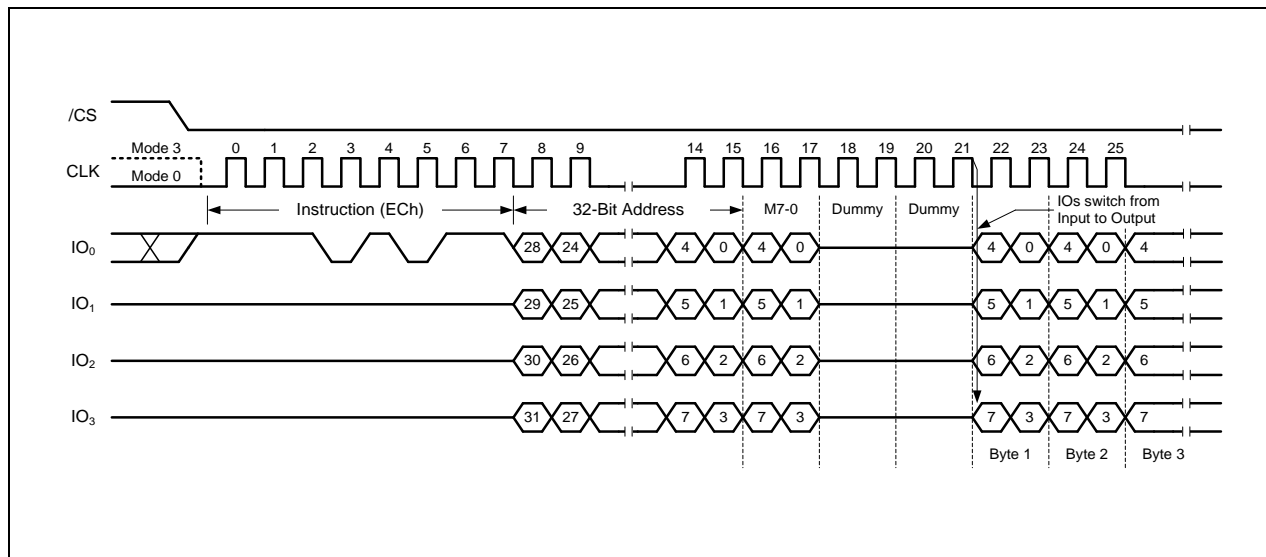 /CS
Mode 3 0 1 2 3 4 5 6 7 8 9 14 15 16 17 18 19 20 21 22 23 24 25
CLK
Mode 0
Instruction (ECh) 32-Bit Address M7-0 Dummy Dummy IOs switch from
Input to Output
IO0 28 24 4 0 4 0 4 0 4 0 4
IO1 29 25 5 1 5 1 5 1 5 1 5
IO2 30 26 6 2 6 2 6 2 6 2 6
IO3 31 27 7 3 7 3 7 3 7 3 7
Byte 1 Byte 2 Byte 3